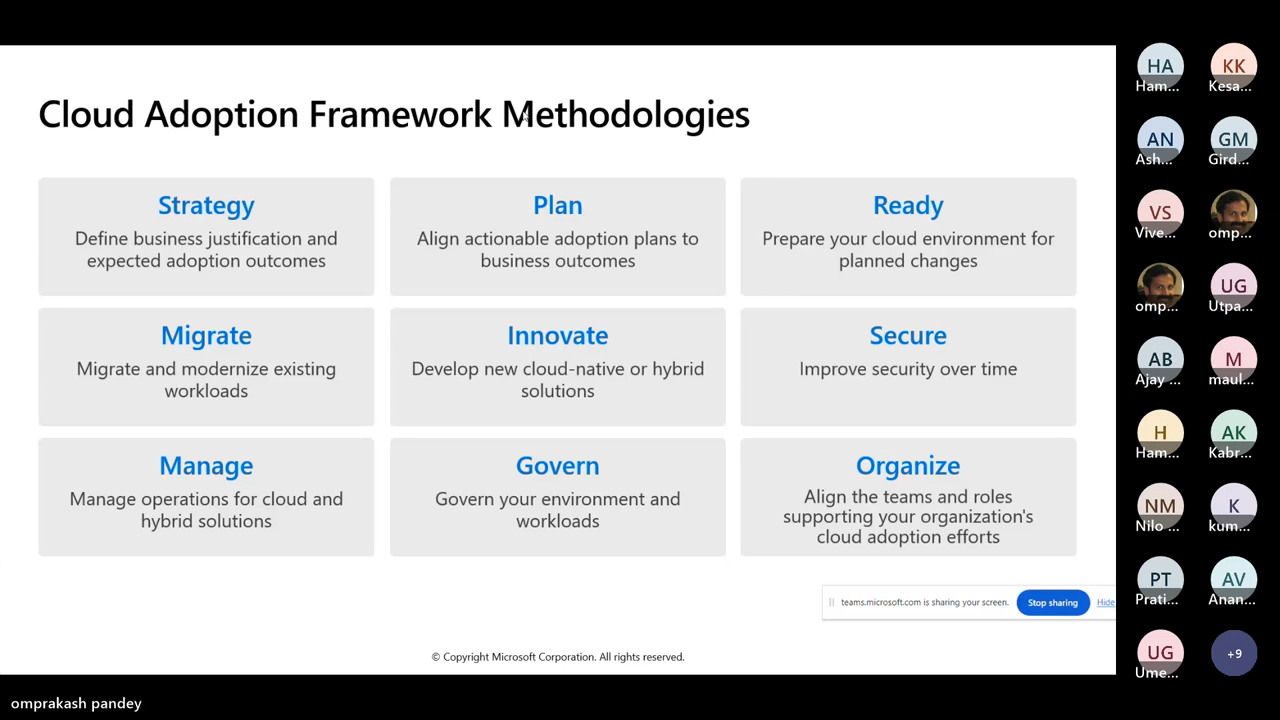 Cloud Adoption Framework Methodologies
Strategy
Define business justification and
expected adoption outcomes
Plan
Align actionable adoption plans to
business outcomes
Ready
Prepare your cloud environment for
planned changes
Migrate
Migrate and modernize existing
workloads
Innovate
Develop new cloud-native or hybrid
solutions
Secure
Improve security over time
Manage
Manage operations for cloud and
hybrid solutions
Govern
Govern your environment and
workloads
Organize
Align the teams and roles
supporting your organization's
cloud adoption efforts
teams.microsoft.com is sharing your screen. Stop sharing Hide
© Copyright Microsoft Corporation. All rights reserved.
omprakash pandey
HA
Ham...
KK
Kesa...
AN
Ash...
GM
Gird...
VS
Vive...
omp...
omp...
UG
Utpa...
AB
Ajay ...
M
maul...
H
Ham...
AK
Kabr...
NM
Nilo ...
K
kum...
PT
Prati...
AV
Anan...
UG
Ume...
+9